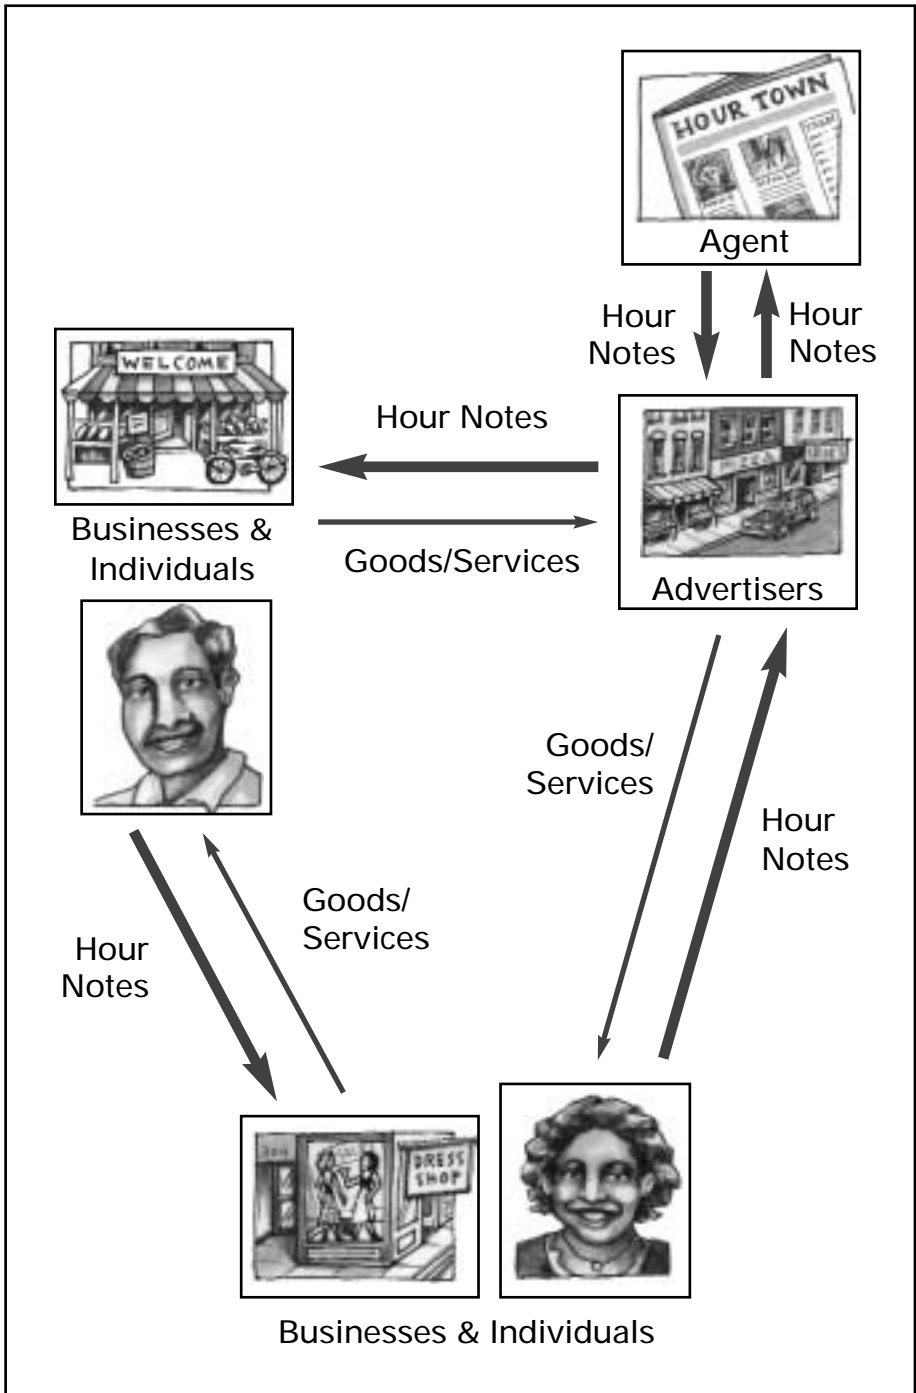 HOUR TOWN
Agent
Hour
Notes
Hour
Notes
WELCOME
Hour Notes
Businesses &
Individuals
Goods/Services
PIZZA
Advertisers
Goods/
Services
Hour
Notes
Goods/
Services
Hour
Notes
DRESS
SHOP
Businesses & Individuals